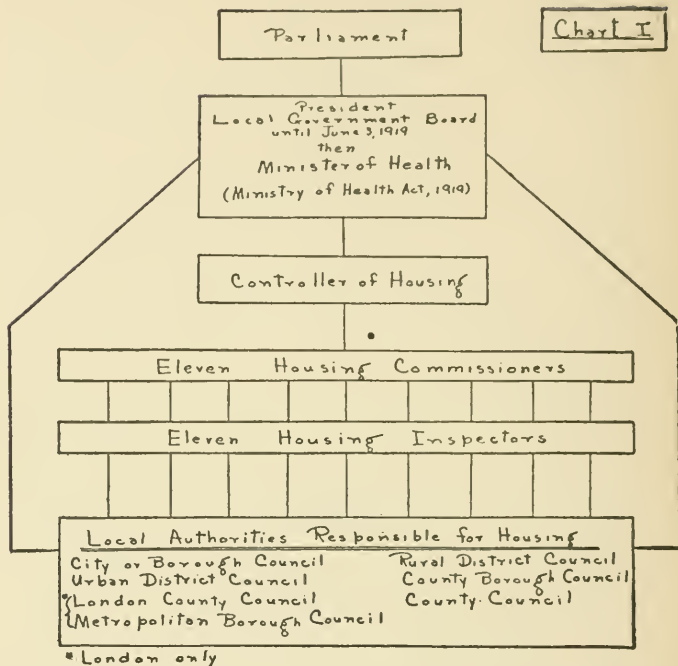 Parliament
Chart I
President
Local Government Board
until June 3, 1919
then
Minister of Health
(Ministry of Health Act, 1919)
Controller of Housing
Eleven Housing Commissioners
Eleven Housing Inspectors
Local Authorities Responsible for Housing
City or Borough Council Rural District Council
Urban District Council County Borough Council
*{London County Council County Council
{Metropolitan Borough Council
* London only